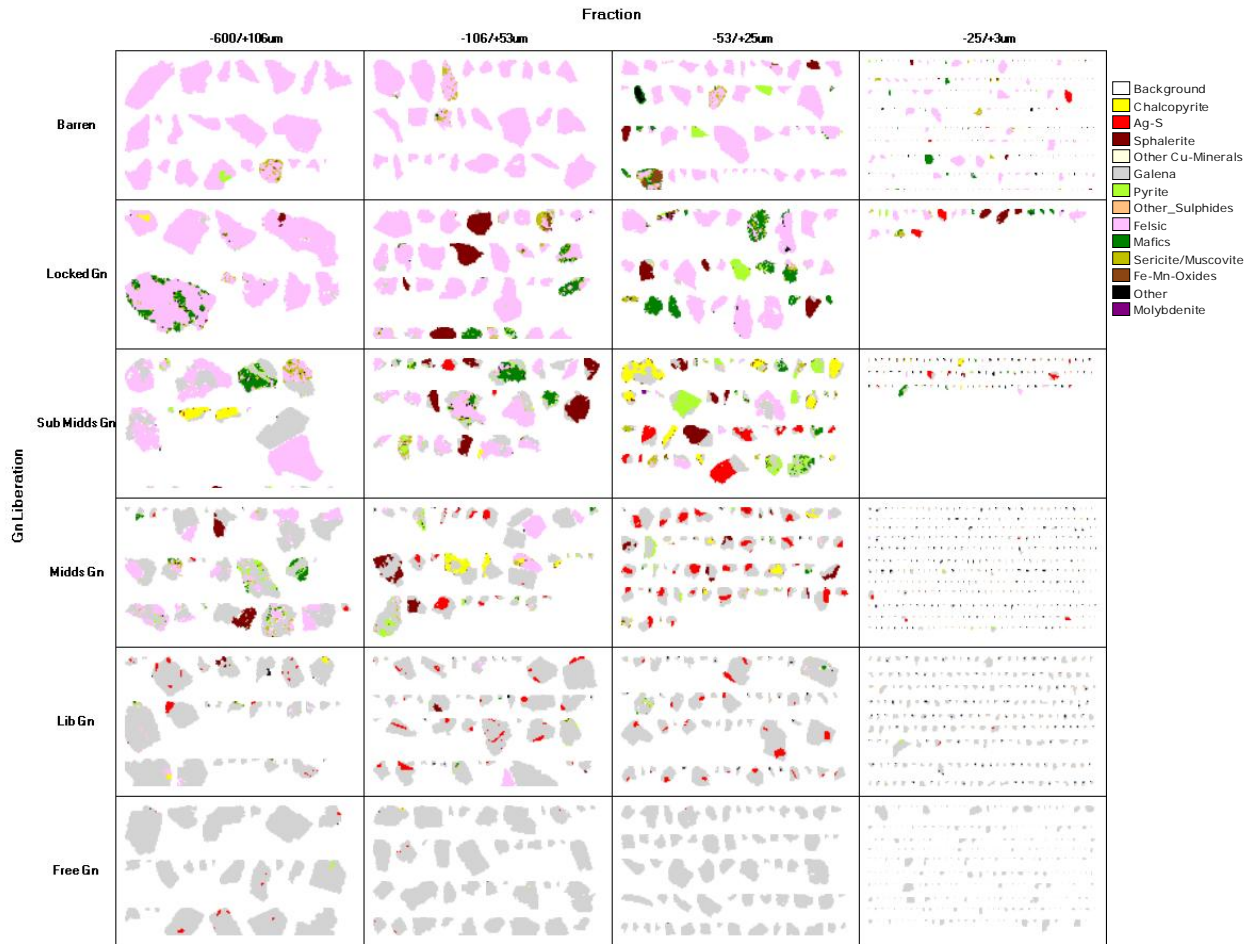 Fraction
-600/+106um
-106/+53um
-53/+25um
-25/+3um
Gn Liberation
Barren
Locked Gn
Sub Midds Gn
Midds Gn
Lib Gn
Free Gn
Background
Chalcopyrite
Ag-S
Sphalerite
Other Cu-Minerals
Galena
Pyrite
Other_Sulphides
Felsic
Mafics
Sericite/Muscovite
Fe-Mn-Oxides
Other
Molybdenite